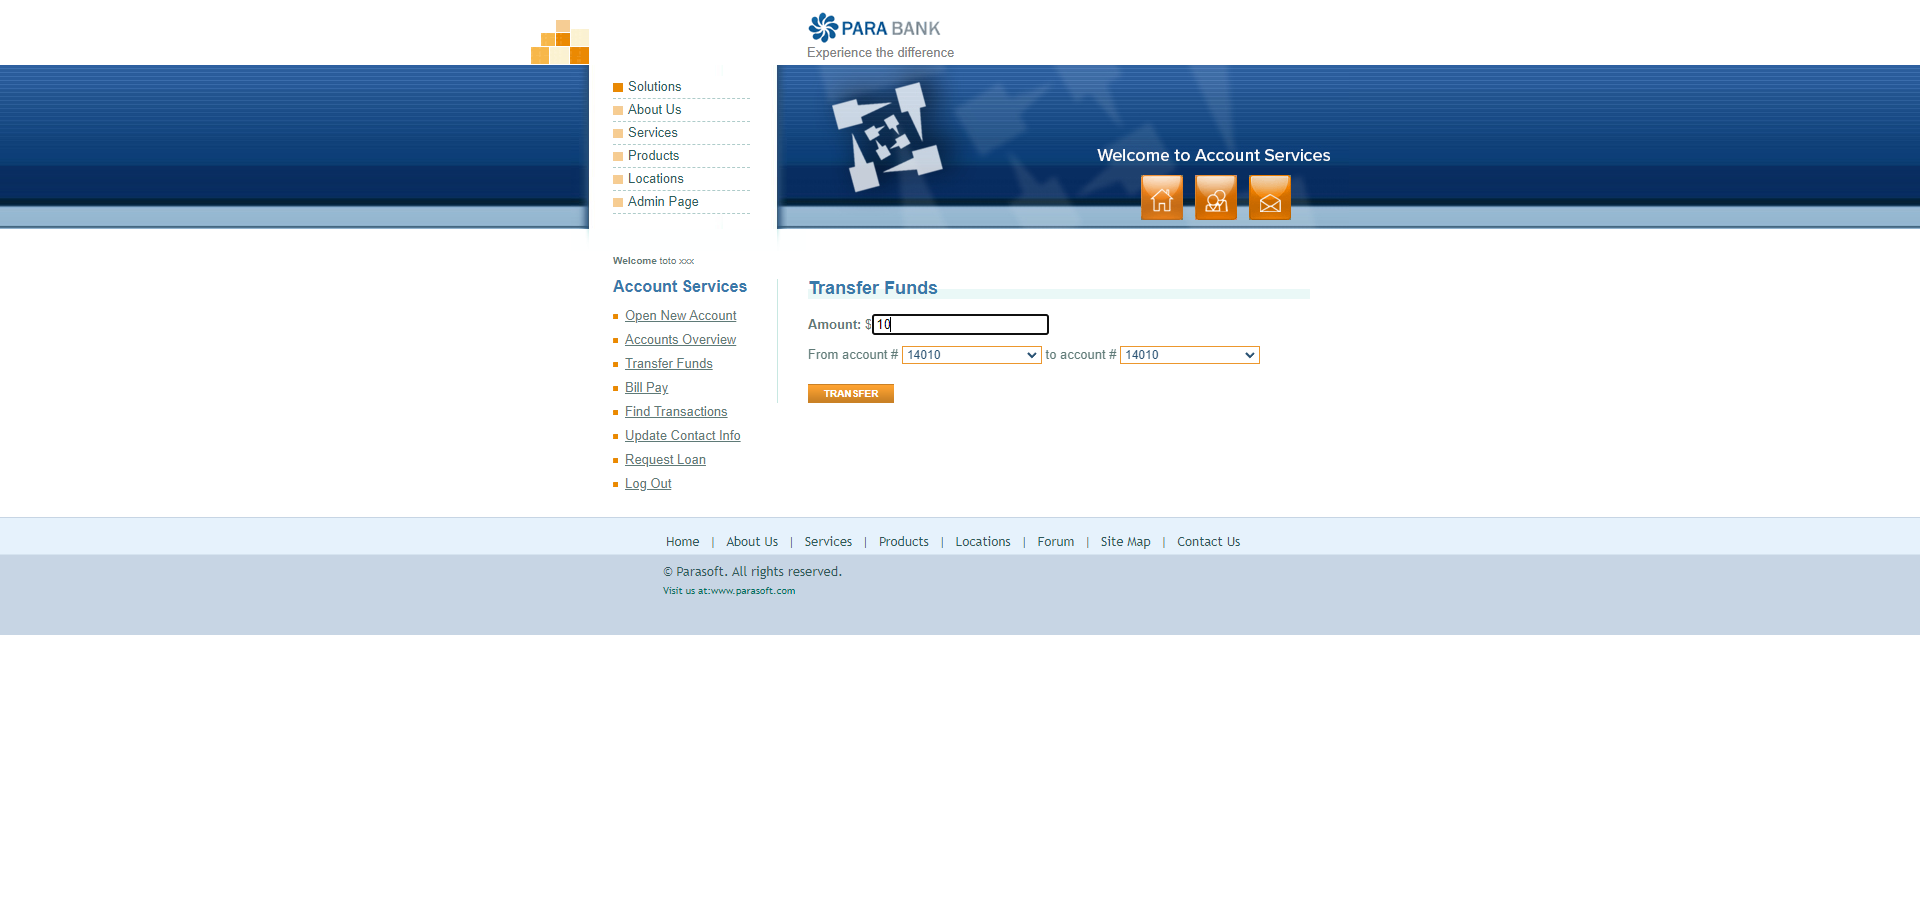 PARA BANK
Experience the difference
Solutions
About Us
Services
Products
Locations
Admin Page
Welcome to Account Services
Welcome toto xxx
Account Services
Open New Account
Accounts Overview
Transfer Funds
Bill Pay
Find Transactions
Update Contact Info
Request Loan
Log Out
Transfer Funds
Amount: $ 10
From account # 14010 to account # 14010
TRANSFER
Home | About Us | Services | Products | Locations | Forum | Site Map | Contact Us
© Parasoft. All rights reserved.
Visit us at:www.parasoft.com